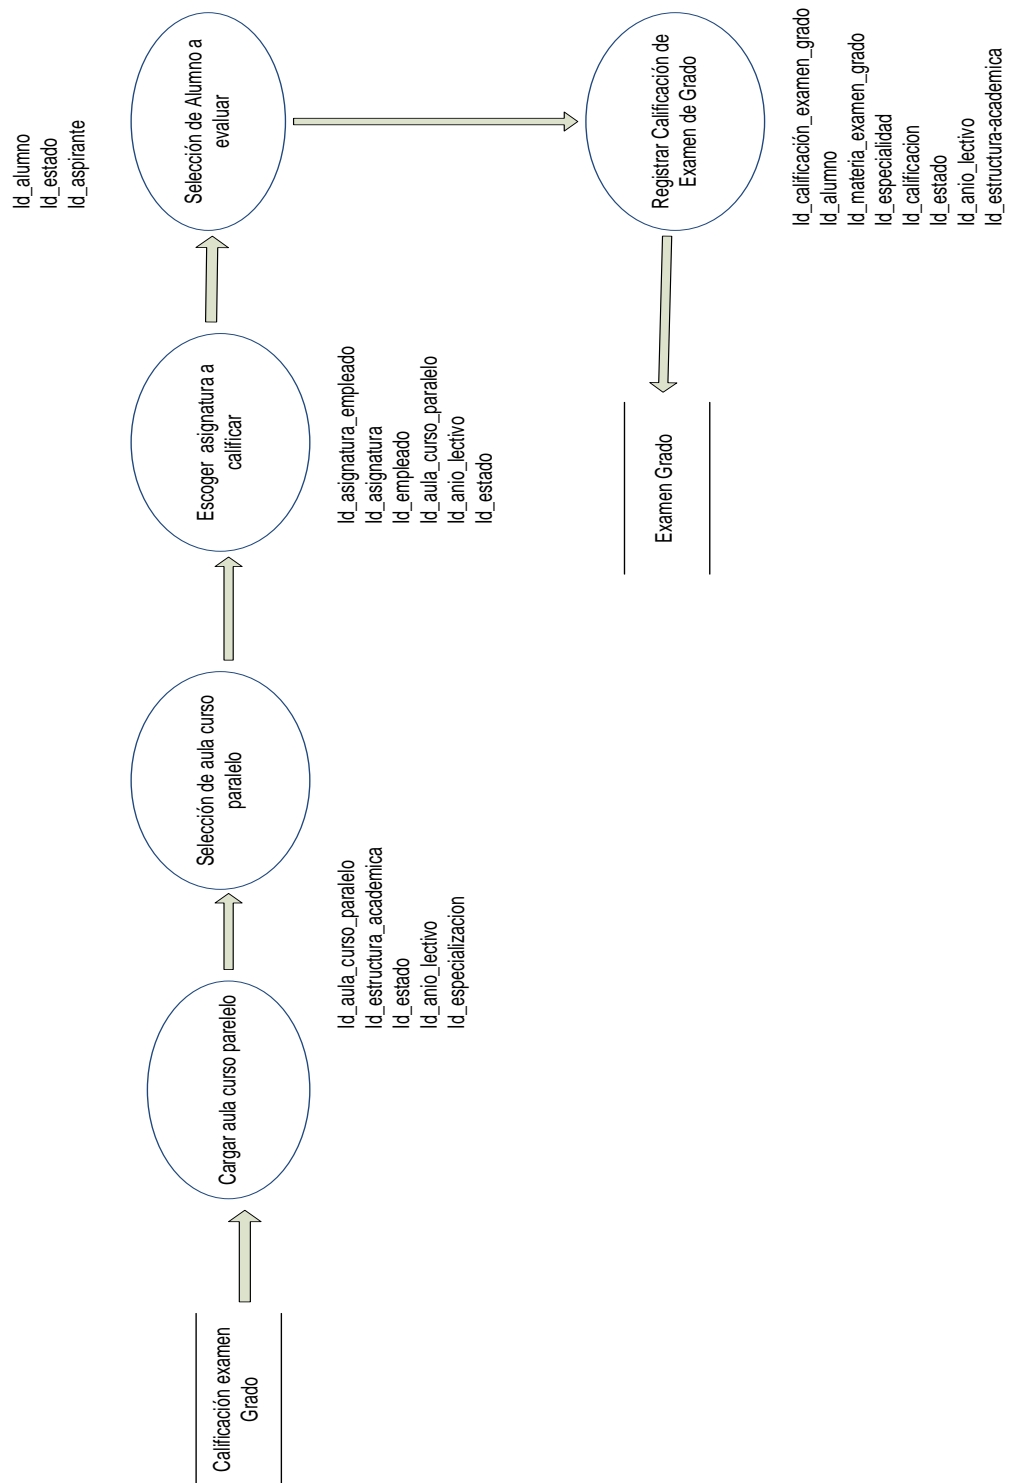 Calificación examen
Grado
Cargar aula curso parelelo
Id_aula_curso_paralelo
Id_estructura_academica
Id_estado
Id_anio_lectivo
Id_especializacion
Selección de aula curso
paralelo
Escoger asignatura a
calificar
Id_asignatura_empleado
Id_asignatura
Id_empleado
Id_aula_curso_paralelo
Id_anio_lectivo
Id_estado
Id_alumno
Id_estado
Id_aspirante
Selección de Alumno a
evaluar
Registrar Calificación de
Examen de Grado
Id_calificación_examen_grado
Id_alumno
Id_materia_examen_grado
Id_especialidad
Id_calificacion
Id_estado
Id_anio_lectivo
Id_estructura-academica
Examen Grado